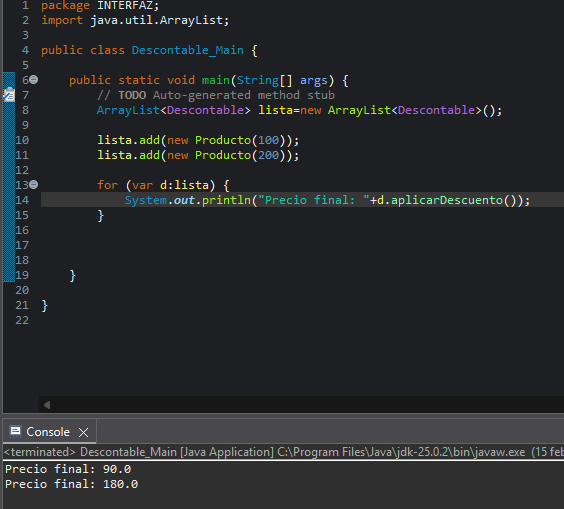 1 package INTERFAZ;
2 import java.util.ArrayList;
3
4 public class Descontable_Main {
5
6 public static void main(String[] args) {
7 // TODO Auto-generated method stub
8 ArrayList<Descontable> lista=new ArrayList<Descontable>();
9
10 lista.add(new Producto(100));
11 lista.add(new Producto(200));
12
13 for (var d:lista) {
14 System.out.println("Precio final: "+d.aplicarDescuento());
15 }
16
17
18
19 }
20
21 }
22
Console
<terminated> Descontable_Main [Java Application] C:\Program Files\Java\jdk-25.0.2\bin\javaw.exe (15 feb
Precio final: 90.0
Precio final: 180.0